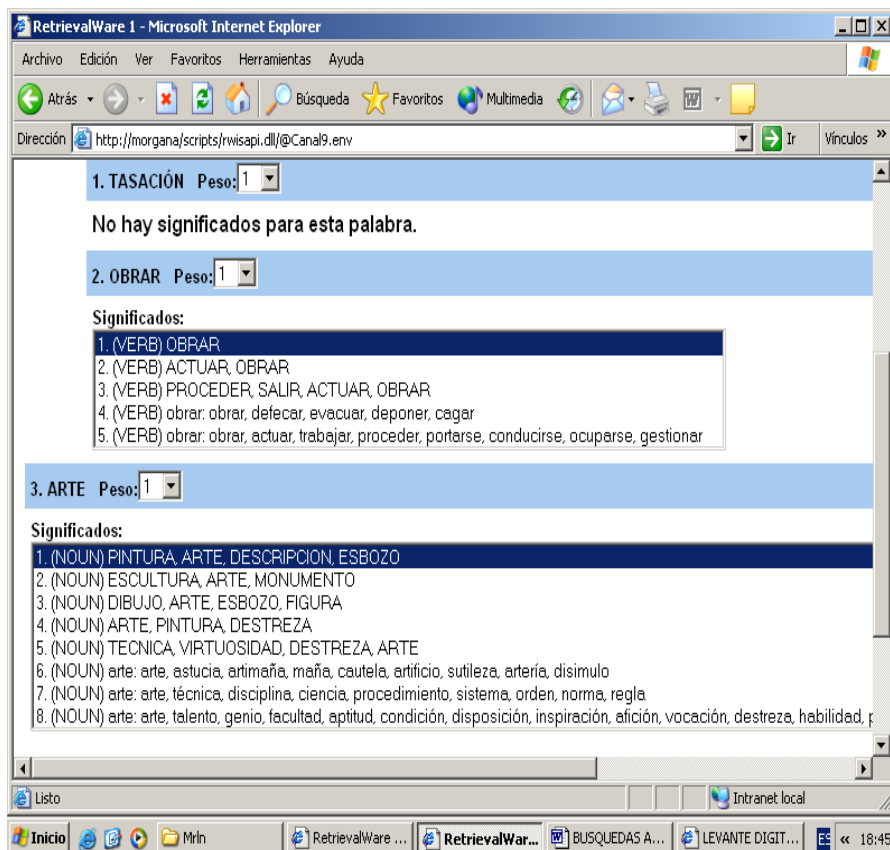 RetrievalWare 1 - Microsoft Internet Explorer
Archivo Edición Ver Favoritos Herramientas Ayuda
Atrás Búsqueda Favoritos Multimedia
Dirección http://morgana/scripts/rwisapi.dll/@Canal9.env Ir Vínculos »
1. TASACIÓN Peso: 1
No hay significados para esta palabra.
2. OBRAR Peso: 1
Significados:
1. (VERB) OBRAR
2. (VERB) ACTUAR, OBRAR
3. (VERB) PROCEDER, SALIR, ACTUAR, OBRAR
4. (VERB) obrar: obrar, defecar, evacuar, deponer, cagar
5. (VERB) obrar: obrar, actuar, trabajar, proceder, portarse, conducirse, ocuparse, gestionar
3. ARTE Peso: 1
Significados:
1. (NOUN) PINTURA, ARTE, DESCRIPCION, ESBOZO
2. (NOUN) ESCULTURA, ARTE, MONUMENTO
3. (NOUN) DIBUJO, ARTE, ESBOZO, FIGURA
4. (NOUN) ARTE, PINTURA, DESTREZA
5. (NOUN) TECNICA, VIRTUOSIDAD, DESTREZA, ARTE
6. (NOUN) arte: arte, astucia, artimaña, maña, cautela, artificio, sutileza, artería, disimulo
7. (NOUN) arte: arte, técnica, disciplina, ciencia, procedimiento, sistema, orden, norma, regla
8. (NOUN) arte: arte, talento, genio, facultad, aptitud, condición, disposición, inspiración, afición, vocación, destreza, habilidad,
Listo Intranet local
Inicio Mrln RetrievalWare ... RetrievalWar... BUSQUEDAS A... LEVANTE DIGIT... ES « 18:45